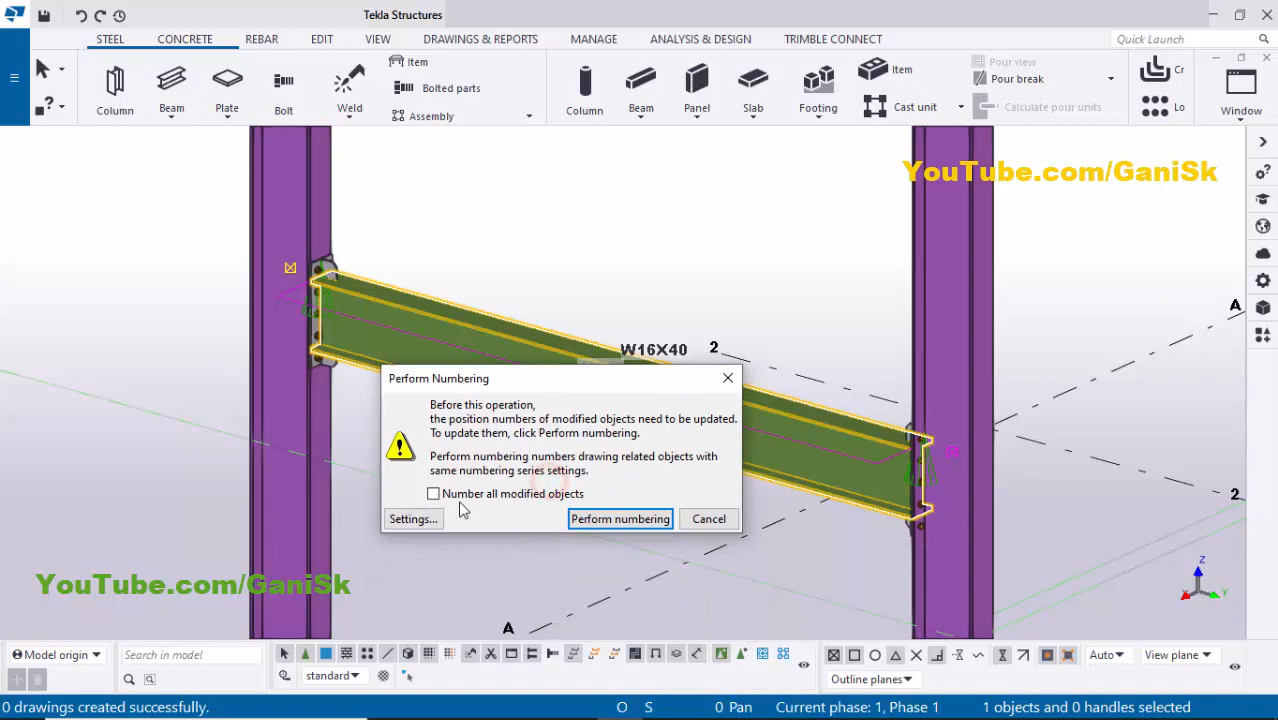 Tekla Structures
STEEL CONCRETE REBAR EDIT VIEW DRAWINGS & REPORTS MANAGE ANALYSIS & DESIGN TRIMBLE CONNECT Quick Launch
Item
Bolted parts
Assembly
Column Beam Plate Bolt Weld
Column Beam Panel Slab Footing
Item
Cast unit
Pour view
Pour break
Calculate pour units
Cr
Lo
Window
YouTube.com/GaniSk
A
W16X40 2
Perform Numbering
Before this operation,
the position numbers of modified objects need to be updated.
To update them, click Perform numbering.
Perform numbering numbers drawing related objects with
same numbering series settings.
Number all modified objects
Settings... Perform numbering Cancel
2
YouTube.com/GaniSk
Z
X Y
A
Model origin Search in model
standard
Auto View plane
Outline planes
0 drawings created successfully. O S 0 Pan Current phase: 1, Phase 1 1 objects and 0 handles selected